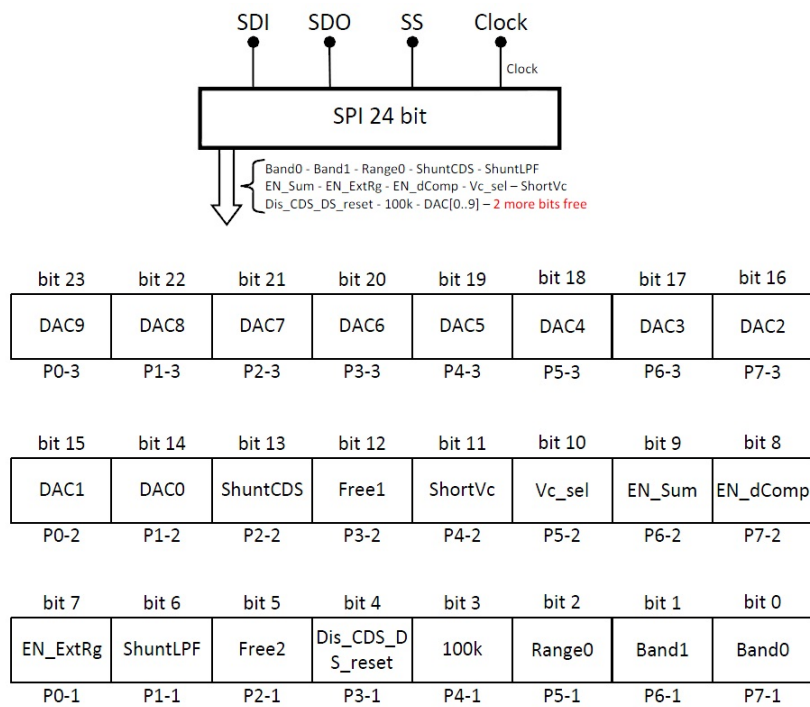 SDI SDO SS Clock
Clock
SPI 24 bit
Band0 - Band1 - Range0 - ShuntCDS - ShuntLPF
EN_Sum - EN_ExtRg - EN_dComp - Vc_sel – ShortVc
Dis_CDS_DS_reset - 100k - DAC[0..9] – 2 more bits free
bit 23 bit 22 bit 21 bit 20 bit 19 bit 18 bit 17 bit 16
DAC9 DAC8 DAC7 DAC6 DAC5 DAC4 DAC3 DAC2
P0-3 P1-3 P2-3 P3-3 P4-3 P5-3 P6-3 P7-3
bit 15 bit 14 bit 13 bit 12 bit 11 bit 10 bit 9 bit 8
DAC1 DAC0 ShuntCDS Free1 ShortVc Vc_sel EN_Sum EN_dComp
P0-2 P1-2 P2-2 P3-2 P4-2 P5-2 P6-2 P7-2
bit 7 bit 6 bit 5 bit 4 bit 3 bit 2 bit 1 bit 0
EN_ExtRg ShuntLPF Free2 Dis_CDS_D 100k Range0 Band1 Band0
S_reset
P0-1 P1-1 P2-1 P3-1 P4-1 P5-1 P6-1 P7-1